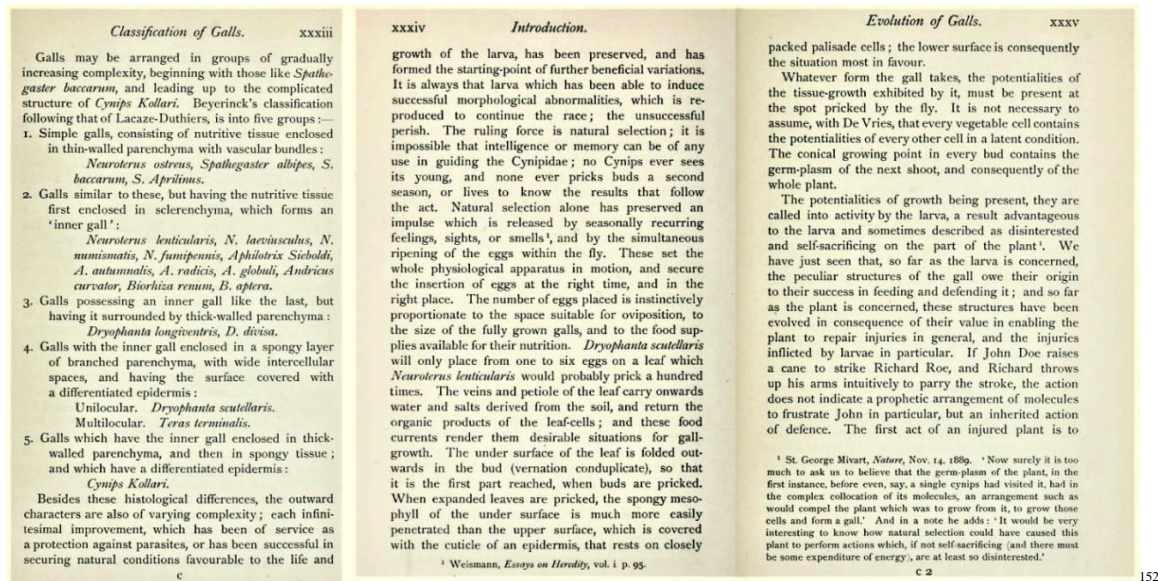 Classification of Galls. xxxiii
Galls may be arranged in groups of gradually
increasing complexity, beginning with those like Spathe-
gaster baccarum, and leading up to the complicated
structure of Cynips Kollari. Beyerinck's classification
following that of Lacaze-Duthiers, is into five groups :—
1. Simple galls, consisting of nutritive tissue enclosed
in thin-walled parenchyma with vascular bundles :
Neuroterus ostreus, Spathegaster albipes, S.
baccarum, S. Aprilinus.
2. Galls similar to these, but having the nutritive tissue
first enclosed in sclerenchyma, which forms an
'inner gall' :
Neuroterus lenticularis, N. laeviusculus, N.
numismatis, N. fumipennis, Aphilotrix Sieboldi,
A. autumnalis, A. radicis, A. globuli, Andricus
curvator, Biorhiza renum, B. aptera.
3. Galls possessing an inner gall like the last, but
having it surrounded by thick-walled parenchyma :
Dryophanta longiventris, D. divisa.
4. Galls with the inner gall enclosed in a spongy layer
of branched parenchyma, with wide intercellular
spaces, and having the surface covered with
a differentiated epidermis :
Unilocular. Dryophanta scutellaris.
Multilocular. Teras terminalis.
5. Galls which have the inner gall enclosed in thick-
walled parenchyma, and then in spongy tissue ;
and which have a differentiated epidermis :
Cynips Kollari.
Besides these histological differences, the outward
characters are also of varying complexity ; each infini-
tesimal improvement, which has been of service as
a protection against parasites, or has been successful in
securing natural conditions favourable to the life and
c
xxxiv Introduction.
growth of the larva, has been preserved, and has
formed the starting-point of further beneficial variations.
It is always that larva which has been able to induce
successful morphological abnormalities, which is re-
produced to continue the race ; the unsuccessful
perish. The ruling force is natural selection ; it is
impossible that intelligence or memory can be of any
use in guiding the Cynipidae ; no Cynips ever sees
its young, and none ever pricks buds a second
season, or lives to know the results that follow
the act. Natural selection alone has preserved an
impulse which is released by seasonally recurring
feelings, sights, or smells¹, and by the simultaneous
ripening of the eggs within the fly. These set the
whole physiological apparatus in motion, and secure
the insertion of eggs at the right time, and in the
right place. The number of eggs placed is instinctively
proportionate to the space suitable for oviposition, to
the size of the fully grown galls, and to the food sup-
plies available for their nutrition. Dryophanta scutellaris
will only place from one to six eggs on a leaf which
Neuroterus lenticularis would probably prick a hundred
times. The veins and petiole of the leaf carry onwards
water and salts derived from the soil, and return the
organic products of the leaf-cells ; and these food
currents render them desirable situations for gall-
growth. The under surface of the leaf is folded out-
wards in the bud (vernation conduplicate), so that
it is the first part reached, when buds are pricked.
When expanded leaves are pricked, the spongy meso-
phyll of the under surface is much more easily
penetrated than the upper surface, which is covered
with the cuticle of an epidermis, that rests on closely
¹ Weismann, Essays on Heredity, vol. i p. 95.
Evolution of Galls. xxxv
packed palisade cells ; the lower surface is consequently
the situation most in favour.
Whatever form the gall takes, the potentialities of
the tissue-growth exhibited by it, must be present at
the spot pricked by the fly. It is not necessary to
assume, with De Vries, that every vegetable cell contains
the potentialities of every other cell in a latent condition.
The conical growing point in every bud contains the
germ-plasm of the next shoot, and consequently of the
whole plant.
The potentialities of growth being present, they are
called into activity by the larva, a result advantageous
to the larva and sometimes described as disinterested
and self-sacrificing on the part of the plant¹. We
have just seen that, so far as the larva is concerned,
the peculiar structures of the gall owe their origin
to their success in feeding and defending it ; and so far
as the plant is concerned, these structures have been
evolved in consequence of their value in enabling the
plant to repair injuries in general, and the injuries
inflicted by larvae in particular. If John Doe raises
a cane to strike Richard Roe, and Richard throws
up his arms intuitively to parry the stroke, the action
does not indicate a prophetic arrangement of molecules
to frustrate John in particular, but an inherited action
of defence. The first act of an injured plant is to
¹ St. George Mivart, Nature, Nov. 14, 1889. 'Now surely it is too
much to ask us to believe that the germ-plasm of the plant, in the
first instance, before even, say, a single cynips had visited it, had in
the complex collocation of its molecules, an arrangement such as
would compel the plant which was to grow from it, to grow those
cells and form a gall.' And in a note he adds : 'It would be very
interesting to know how natural selection could have caused this
plant to perform actions which, if not self-sacrificing (and there must
be some expenditure of energy), are at least so disinterested.'
c 2
152